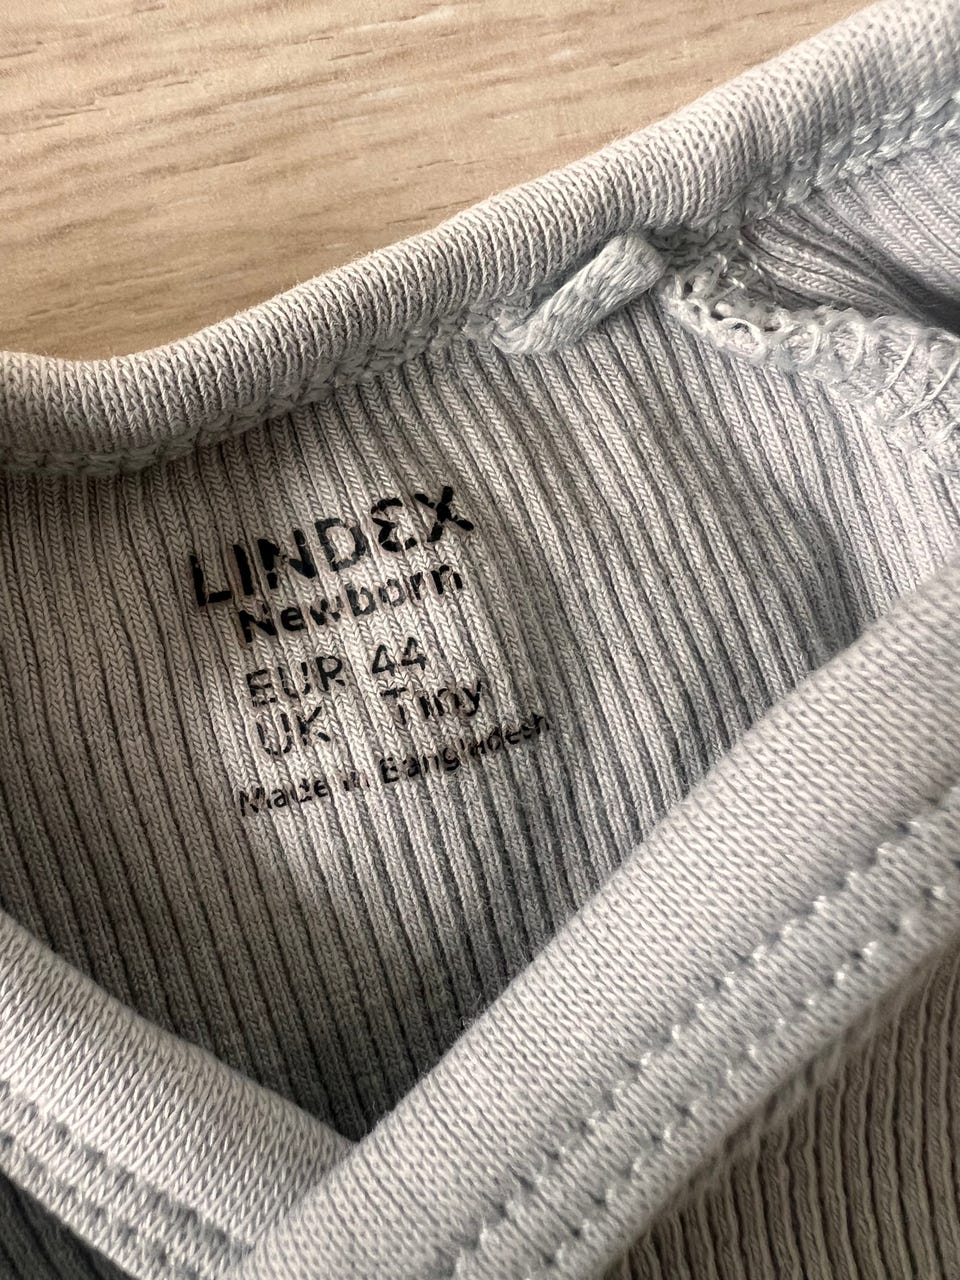 LINDEX
Newborn
EUR 44
UK Tiny
Made in Bangladesh